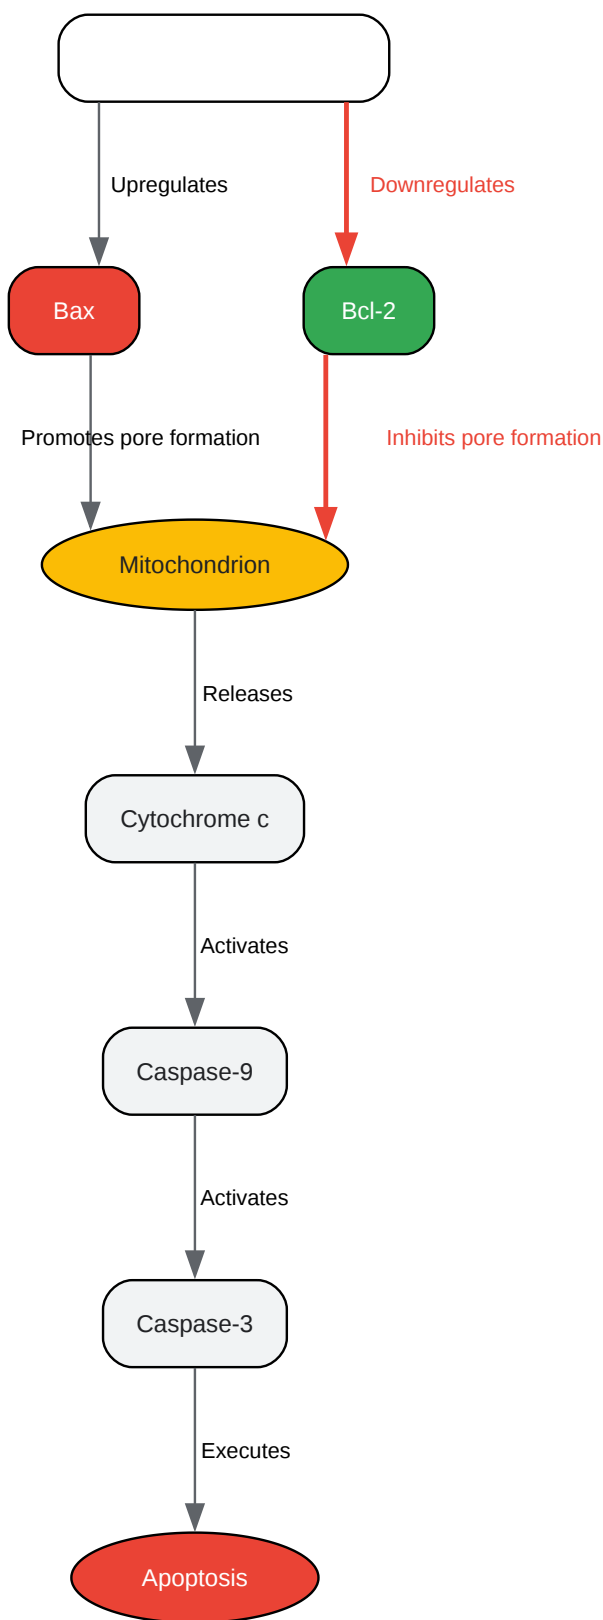 Upregulates
Downregulates
Bax
Bcl-2
Promotes pore formation
Inhibits pore formation
Mitochondrion
Releases
Cytochrome c
Activates
Caspase-9
Activates
Caspase-3
Executes
Apoptosis